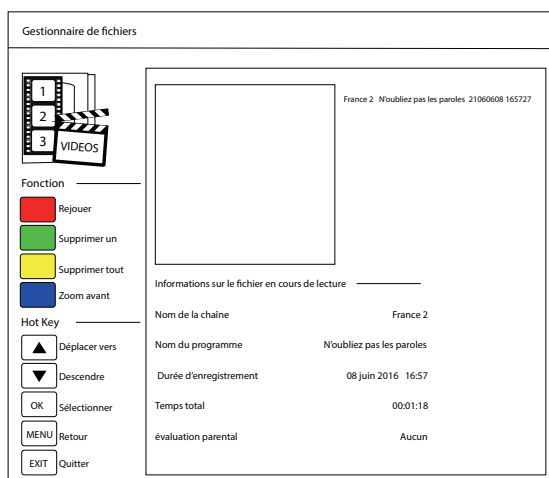 Gestionnaire de fichiers
1
2
3
VIDEOS
France 2 N'oubliez pas les paroles 21060608 165727
Fonction
Rejouer
Supprimer un
Supprimer tout
Zoom avant
Hot Key
Déplacer vers
Descendre
OK Sélectionner
MENU Retour
EXIT Quitter
Informations sur le fichier en cours de lecture
Nom de la chaîne France 2
Nom du programme N'oubliez pas les paroles
Durée d'enregistrement 08 juin 2016 16:57
Temps total 00:01:18
évaluation parental Aucun